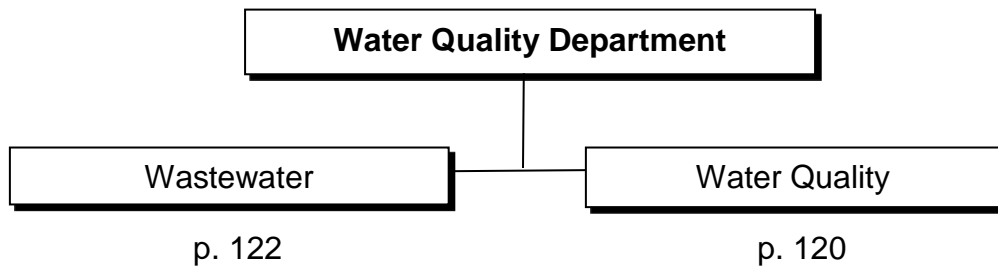 Water Quality Department
Wastewater
Water Quality
p. 122
p. 120